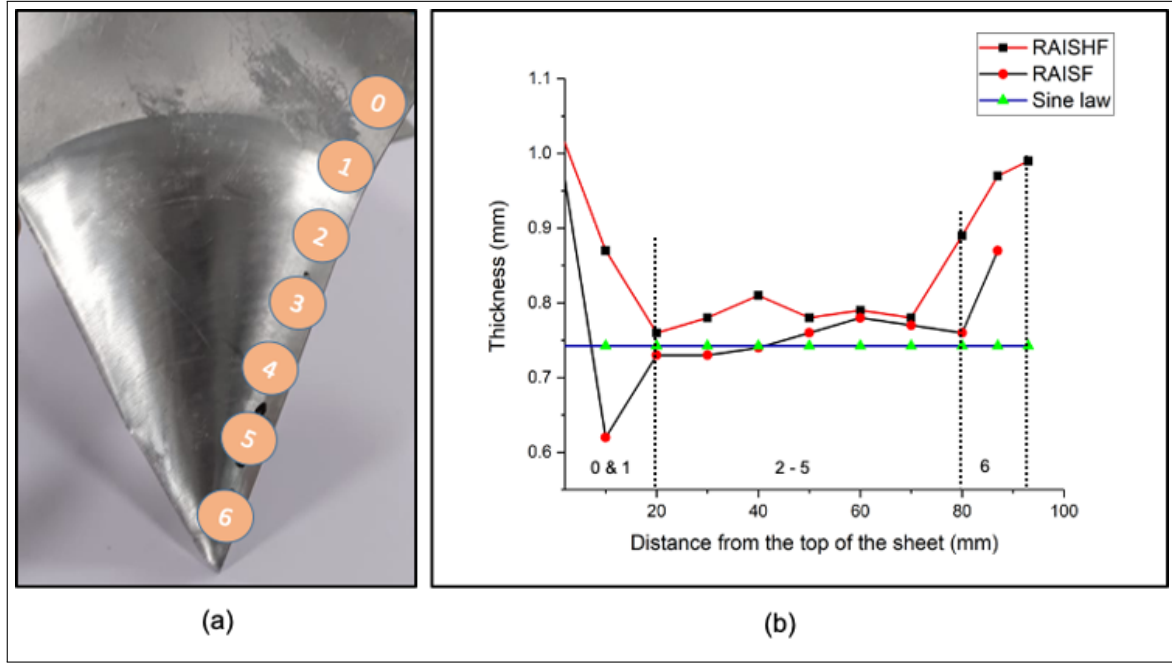 0
1
2
3
4
5
6
(a)
RAISHF
RAISF
Sine law
1.1
1.0
0.9
0.8
0.7
0.6
Thickness (mm)
0 & 1
2 - 5
6
20
40
60
80
100
Distance from the top of the sheet (mm)
(b)